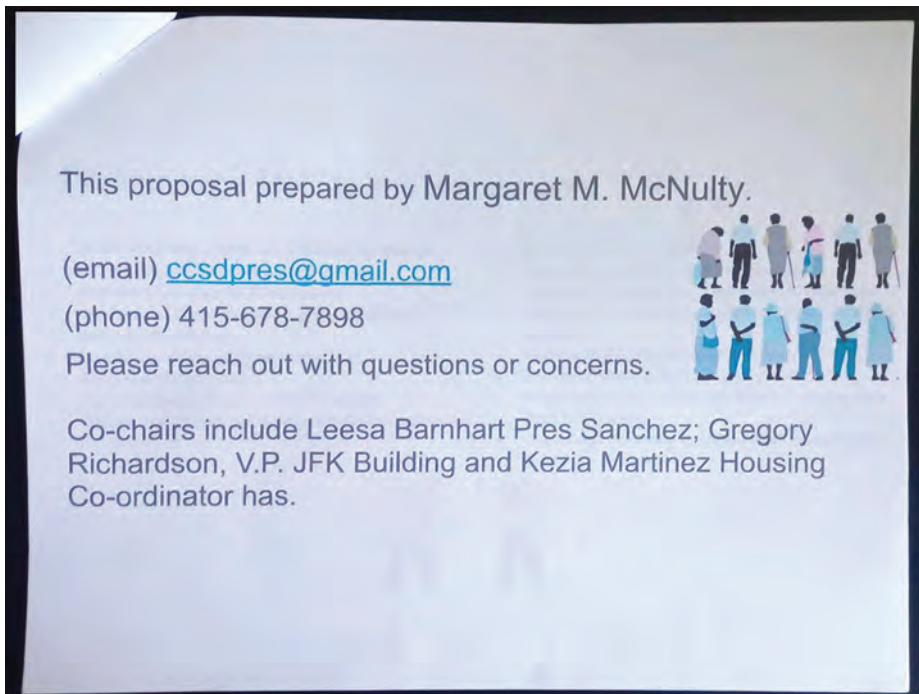 This proposal prepared by Margaret M. McNulty.
(email) ccsdpres@gmail.com
(phone) 415-678-7898
Please reach out with questions or concerns.
Co-chairs include Leesa Barnhart Pres Sanchez; Gregory
Richardson, V.P. JFK Building and Kezia Martinez Housing
Co-ordinator has.